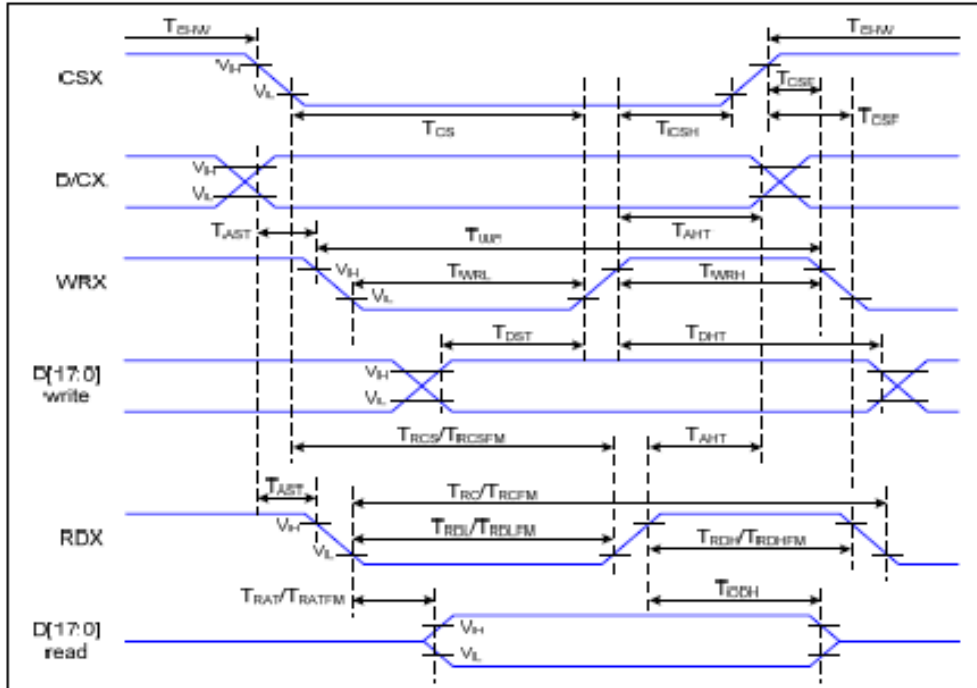 TCHW TCHW
CSX VIH VIL TCSF
TCS TCSH TCSF
D/CX VIH VIL
TAST TWP TAHT
WRX VIH VIL TWRL TWRH
TDST TDHT
D[17:0] write VIH VIL
TRCS/TRCSFM TAHT
TAST TRC/TRCFM
RDX VIH VIL TRDL/TRDLFM TRDH/TRDHFM
TRAT/TRATFM TODH
D[17:0] read VIH VIL